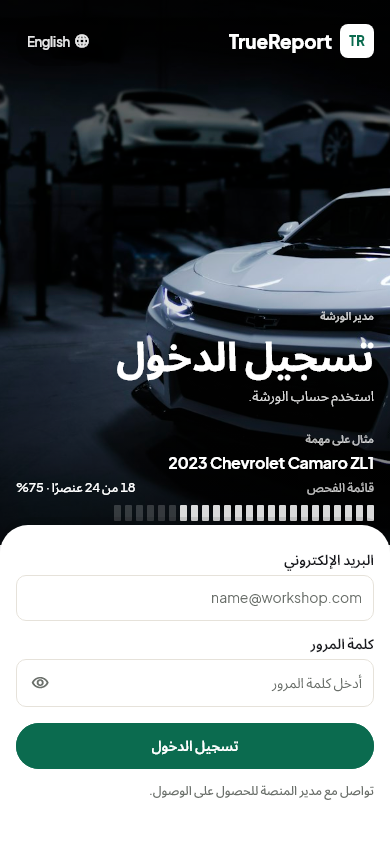 TR TrueReport English
مدير الورشة
تسجيل الدخول
استخدم حساب الورشة.
مثال على مهمة
2023 Chevrolet Camaro ZL1
قائمة الفحص 18 من 24 عنصرًا · 75%
البريد الإلكتروني
name@workshop.com
كلمة المرور
أدخل كلمة المرور
تسجيل الدخول
تواصل مع مدير المنصة للحصول على الوصول.